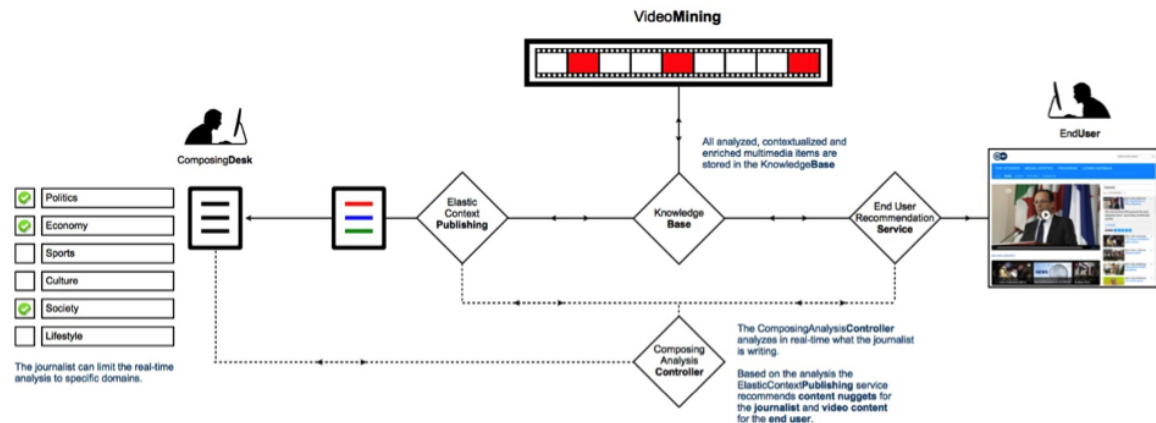 VideoMining
EndUser
All analyzed, contextualized and
enriched multimedia items are
stored in the KnowledgeBase
ComposingDesk
Politics
Economy
Sports
Culture
Society
Lifestyle
The journalist can limit the real-time
analysis to specific domains.
Elastic
Context
Publishing
Knowledge
Base
End User
Recommendation
Service
Composing
Analysis
Controller
The ComposingAnalysisController
analyzes in real-time what the journalist
is writing.
Based on the analysis the
ElasticContextPublishing service
recommends content nuggets for
the journalist and video content
for the end user.